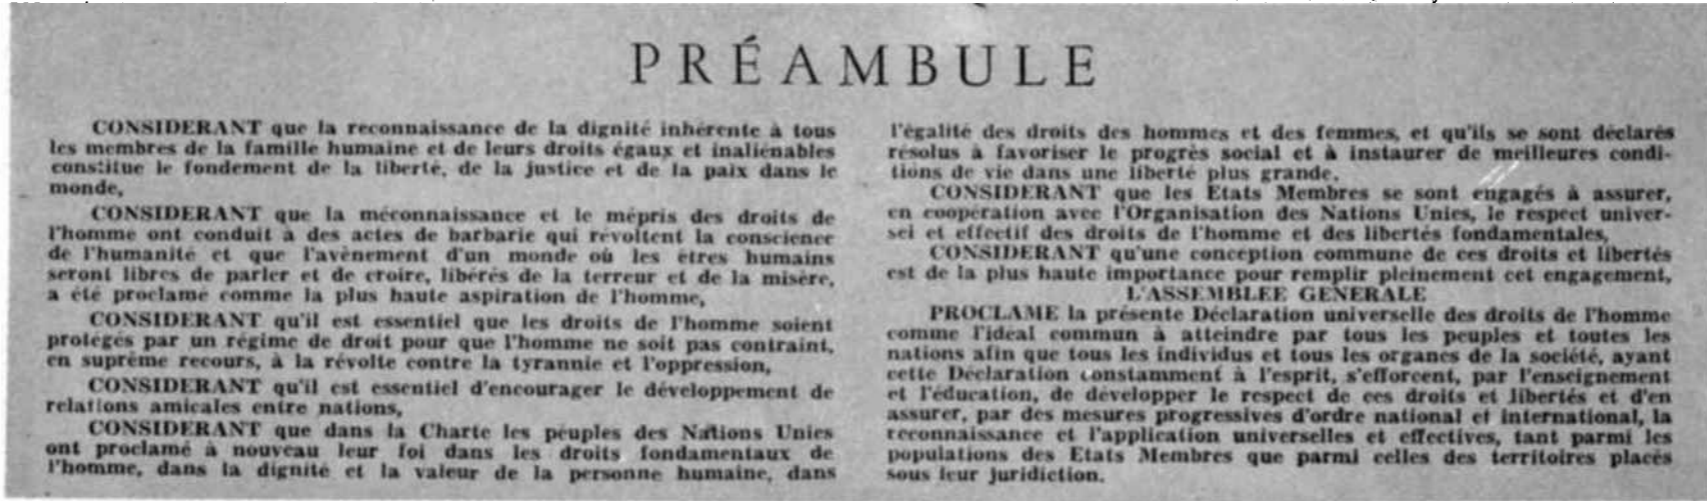 PRÉAMBULE
CONSIDERANT que la reconnaissance de la dignité inhérente à tous
les membres de la famille humaine et de leurs droits égaux et inaliénables
constitue le fondement de la liberté, de la justice et de la paix dans le
monde,
CONSIDERANT que la méconnaissance et le mépris des droits de
l'homme ont conduit à des actes de barbarie qui révoltent la conscience
de l'humanité et que l'avènement d'un monde où les êtres humains
seront libres de parler et de croire, libérés de la terreur et de la misère,
a été proclamé comme la plus haute aspiration de l'homme,
CONSIDERANT qu'il est essentiel que les droits de l'homme soient
protégés par un régime de droit pour que l'homme ne soit pas contraint,
en suprême recours, à la révolte contre la tyrannie et l'oppression,
CONSIDERANT qu'il est essentiel d'encourager le développement de
relations amicales entre nations,
CONSIDERANT que dans la Charte les peuples des Nations Unies
ont proclamé à nouveau leur foi dans les droits fondamentaux de
l'homme, dans la dignité et la valeur de la personne humaine, dans
l'égalité des droits des hommes et des femmes, et qu'ils se sont déclarés
résolus à favoriser le progrès social et à instaurer de meilleures condi-
tions de vie dans une liberté plus grande.
CONSIDERANT que les Etats Membres se sont engagés à assurer,
en coopération avec l'Organisation des Nations Unies, le respect univer-
sel et effectif des droits de l'homme et des libertés fondamentales,
CONSIDERANT qu'une conception commune de ces droits et libertés
est de la plus haute importance pour remplir pleinement cet engagement,
L'ASSEMBLEE GENERALE
PROCLAME la présente Déclaration universelle des droits de l'homme
comme l'idéal commun à atteindre par tous les peuples et toutes les
nations afin que tous les individus et tous les organes de la société, ayant
cette Déclaration constamment à l'esprit, s'efforcent, par l'enseignement
et l'éducation, de développer le respect de ces droits et libertés et d'en
assurer, par des mesures progressives d'ordre national et international, la
reconnaissance et l'application universelles et effectives, tant parmi les
populations des Etats Membres que parmi celles des territoires placés
sous leur juridiction.